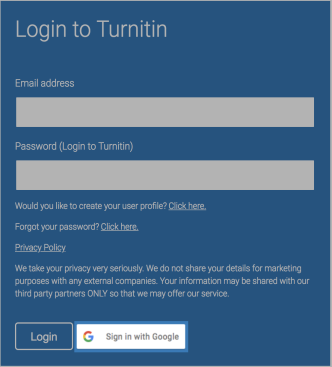 Login to Turnitin
Email address
Password (Login to Turnitin)
Would you like to create your user profile? Click here.
Forgot your password? Click here.
Privacy Policy
We take your privacy very seriously. We do not share your details for marketing
purposes with any external companies. Your information may be shared with our
third party partners ONLY so that we may offer our service.
Login
Sign in with Google